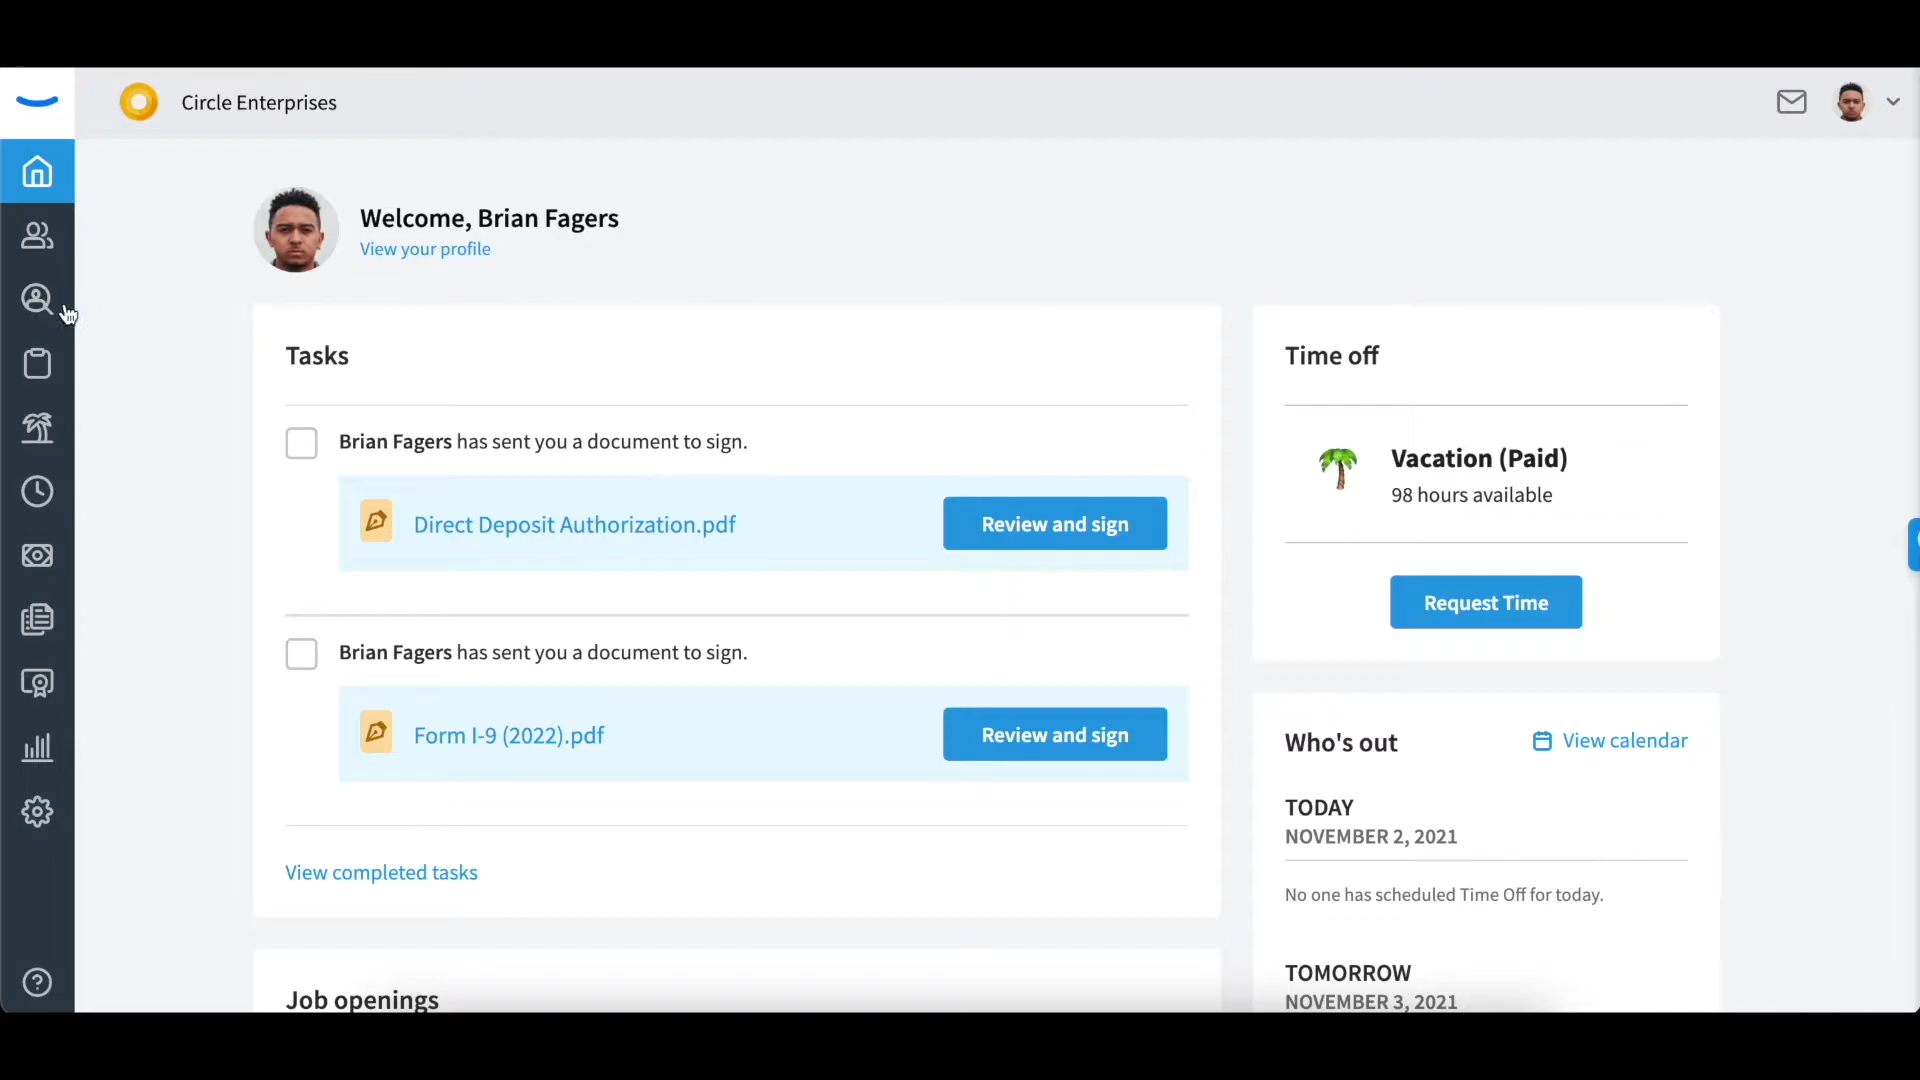 Circle Enterprises
Welcome, Brian Fagers
View your profile
Tasks
Brian Fagers has sent you a document to sign.
Direct Deposit Authorization.pdf
Review and sign
Brian Fagers has sent you a document to sign.
Form I-9 (2022).pdf
Review and sign
View completed tasks
Job openings
Time off
Vacation (Paid)
98 hours available
Request Time
Who's out
View calendar
TODAY
NOVEMBER 2, 2021
No one has scheduled Time Off for today.
TOMORROW
NOVEMBER 3, 2021